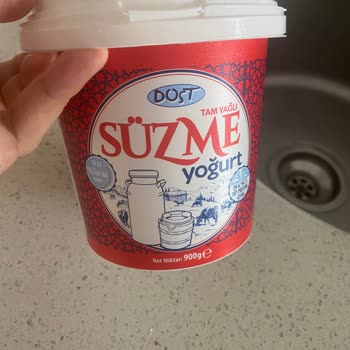 DOST
TAM YAĞLI
SÜZME
yoğurt
Net Miktar: 900g ℮